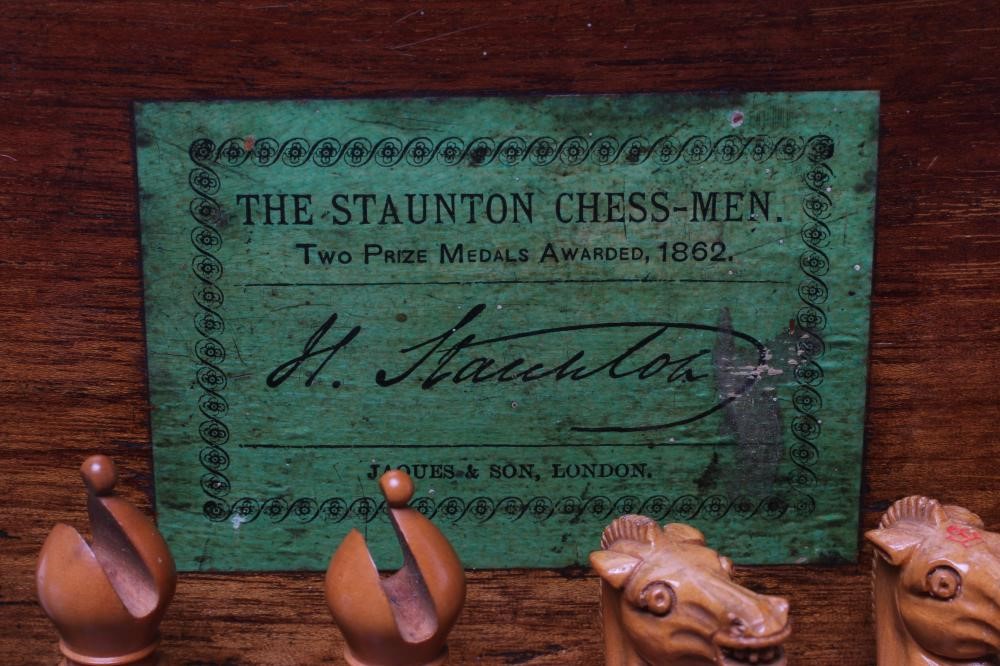 THE STAUNTON CHESS-MEN.
TWO PRIZE MEDALS AWARDED, 1862.
H. Staunton
JAQUES & SON, LONDON.